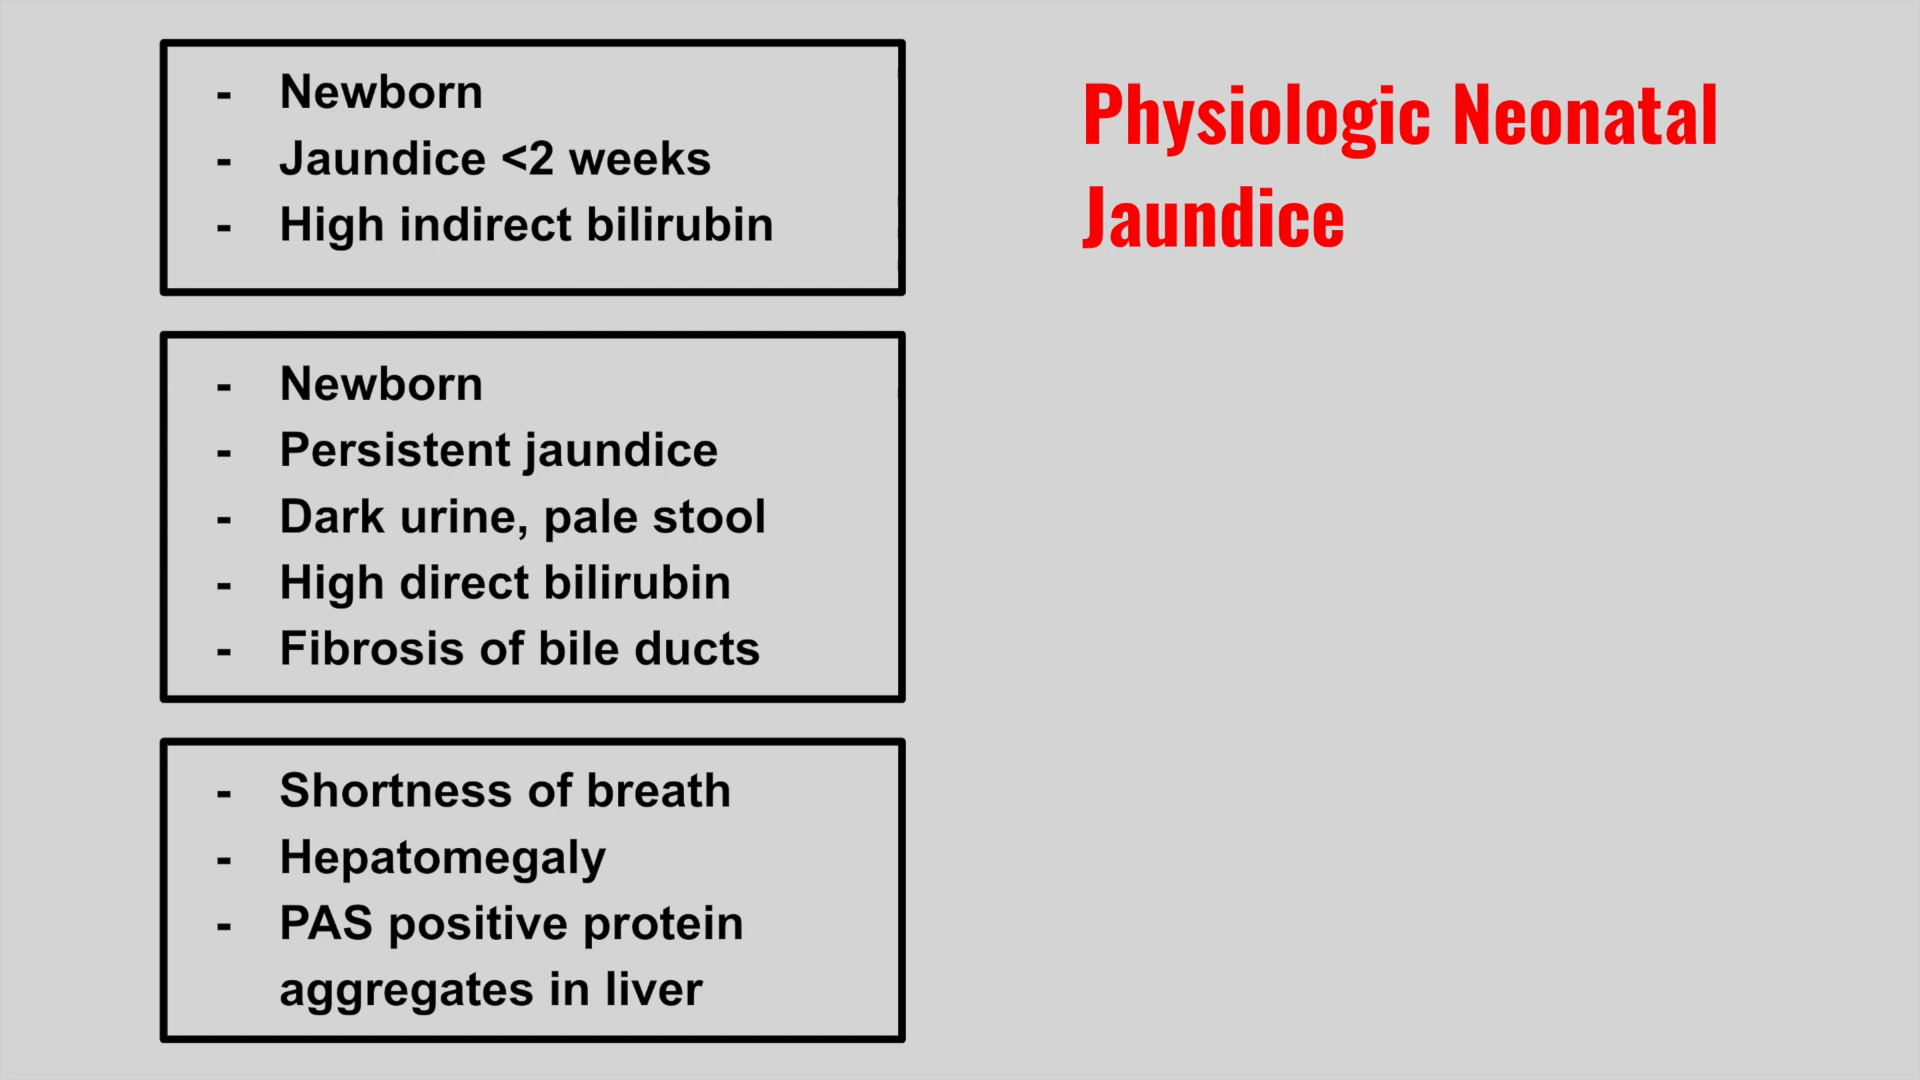 - Newborn
- Jaundice <2 weeks
- High indirect bilirubin
Physiologic Neonatal
Jaundice
- Newborn
- Persistent jaundice
- Dark urine, pale stool
- High direct bilirubin
- Fibrosis of bile ducts
- Shortness of breath
- Hepatomegaly
- PAS positive protein
aggregates in liver